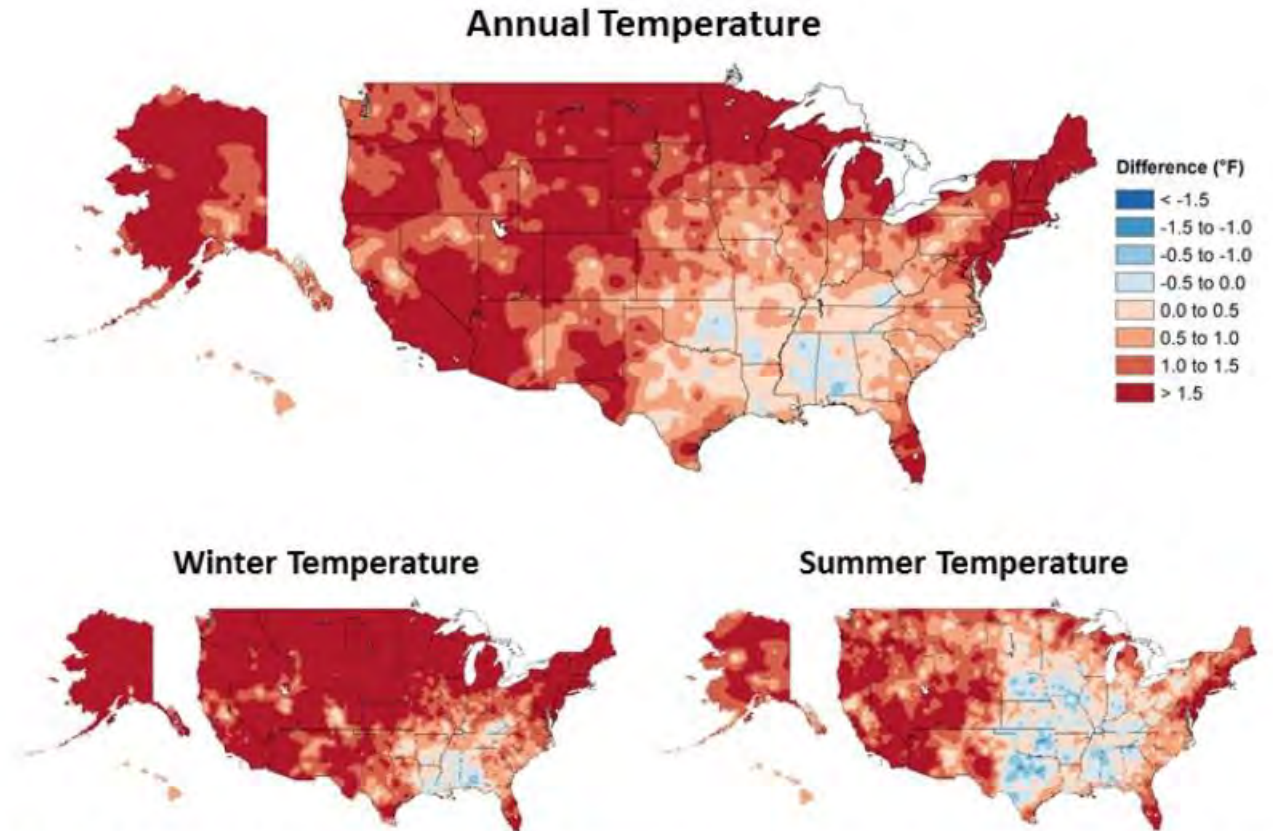 Annual Temperature
Difference (°F)
< -1.5
-1.5 to -1.0
-0.5 to -1.0
-0.5 to 0.0
0.0 to 0.5
0.5 to 1.0
1.0 to 1.5
> 1.5
Winter Temperature
Summer Temperature